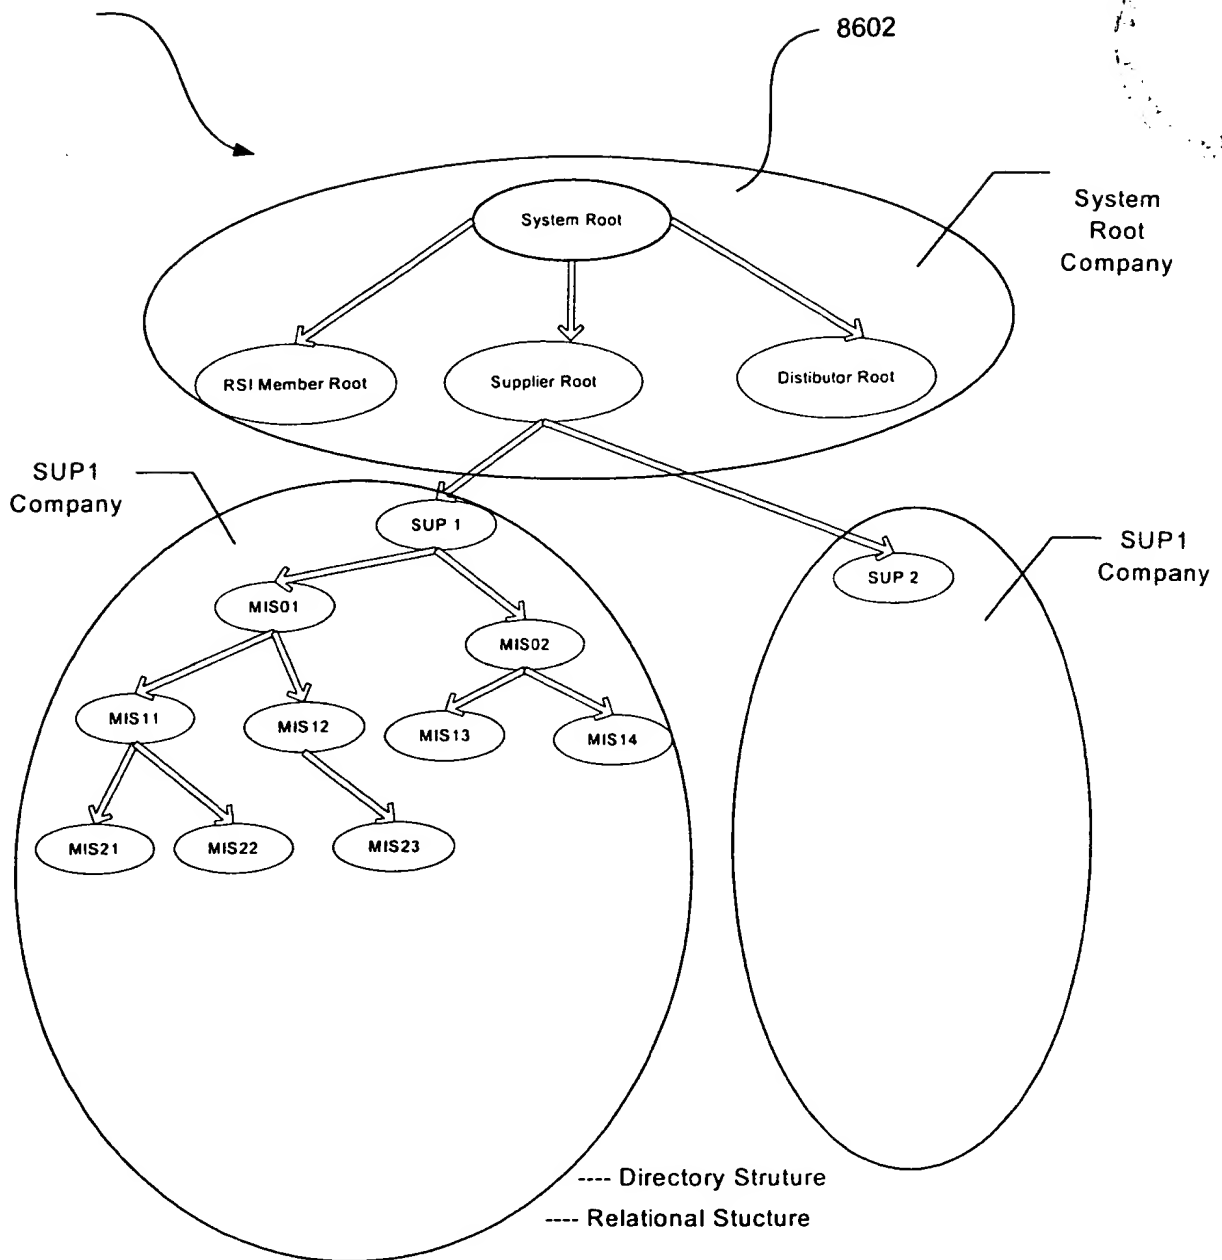 8602
System Root
System
Root
Company
RSI Member Root
Supplier Root
Distibutor Root
SUP1
Company
SUP 1
SUP 2
SUP1
Company
MIS01
MIS02
MIS11
MIS12
MIS13
MIS14
MIS21
MIS22
MIS23
---- Directory Struture
---- Relational Stucture